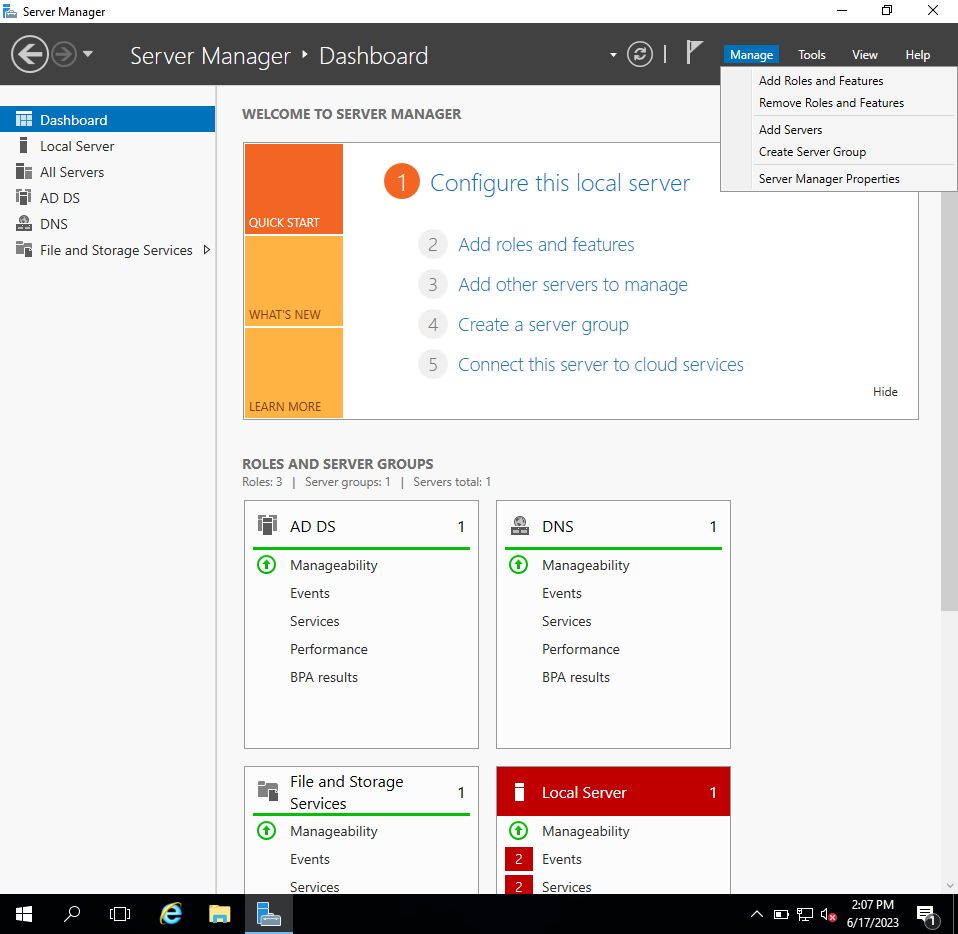 Server Manager
Server Manager ‣ Dashboard
Manage Tools View Help
Add Roles and Features
Remove Roles and Features
Add Servers
Create Server Group
Server Manager Properties
Dashboard
Local Server
All Servers
AD DS
DNS
File and Storage Services
WELCOME TO SERVER MANAGER
QUICK START
WHAT'S NEW
LEARN MORE
1 Configure this local server
2 Add roles and features
3 Add other servers to manage
4 Create a server group
5 Connect this server to cloud services
Hide
ROLES AND SERVER GROUPS
Roles: 3 | Server groups: 1 | Servers total: 1
AD DS 1
Manageability
Events
Services
Performance
BPA results
DNS 1
Manageability
Events
Services
Performance
BPA results
File and Storage
Services 1
Manageability
Events
Services
Local Server 1
Manageability
2 Events
2 Services
2:07 PM
6/17/2023
1